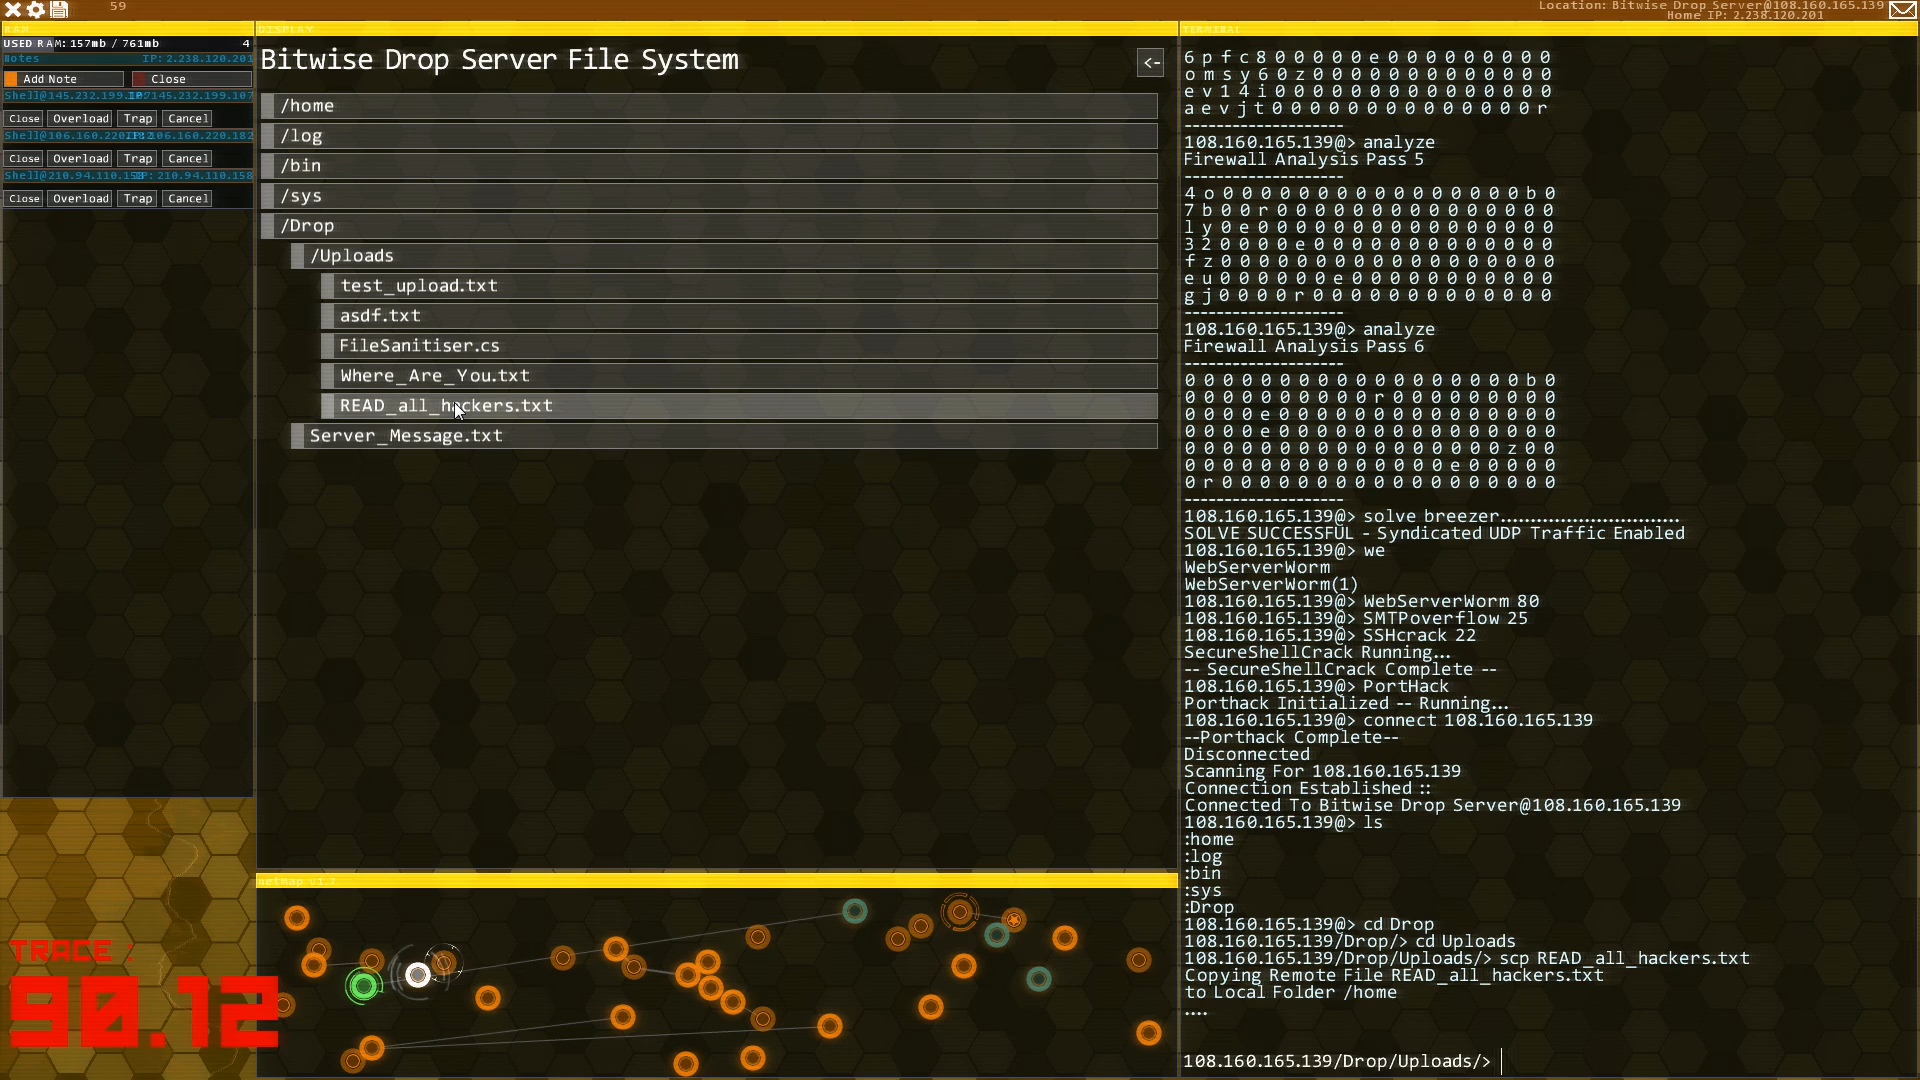 59
Location: Bitwise Drop Server@108.160.165.139
Home IP: 2.238.120.201
RAM
USED RAM: 157mb / 761mb 4
Notes IP: 2.238.120.201
Add Note Close
Close Overload Trap Cancel
Close Overload Trap Cancel
Close Overload Trap Cancel
TRACE :
90.12
DISPLAY
Bitwise Drop Server File System
<-
/home
/log
/bin
/sys
/Drop
/Uploads
test_upload.txt
asdf.txt
FileSanitiser.cs
Where_Are_You.txt
READ_all_hackers.txt
Server_Message.txt
netMap v1.7
TERMINAL
6 p f c 8 0 0 0 0 0 e 0 0 0 0 0 0 0 0 0
o m s y 6 0 z 0 0 0 0 0 0 0 0 0 0 0 0 0
e v 1 4 i 0 0 0 0 0 0 0 0 0 0 0 0 0 0 0
a e v j t 0 0 0 0 0 0 0 0 0 0 0 0 0 0 r
--------------------
108.160.165.139@> analyze
Firewall Analysis Pass 5
--------------------
4 o 0 0 0 0 0 0 0 0 0 0 0 0 0 0 0 0 b 0
7 b 0 0 r 0 0 0 0 0 0 0 0 0 0 0 0 0 0 0
l y 0 e 0 0 0 0 0 0 0 0 0 0 0 0 0 0 0 0
3 2 0 0 0 0 e 0 0 0 0 0 0 0 0 0 0 0 0 0
f z 0 0 0 0 0 0 0 0 0 0 0 0 0 0 0 0 0 0
e u 0 0 0 0 0 0 e 0 0 0 0 0 0 0 0 0 0 0
g j 0 0 0 0 r 0 0 0 0 0 0 0 0 0 0 0 0 0
--------------------
108.160.165.139@> analyze
Firewall Analysis Pass 6
--------------------
0 0 0 0 0 0 0 0 0 0 0 0 0 0 0 0 0 0 b 0
0 0 0 0 0 0 0 0 0 0 r 0 0 0 0 0 0 0 0 0
0 0 0 0 e 0 0 0 0 0 0 0 0 0 0 0 0 0 0 0
0 0 0 0 e 0 0 0 0 0 0 0 0 0 0 0 0 0 0 0
0 0 0 0 0 0 0 0 0 0 0 0 0 0 0 0 0 z 0 0
0 0 0 0 0 0 0 0 0 0 0 0 0 0 e 0 0 0 0 0
0 r 0 0 0 0 0 0 0 0 0 0 0 0 0 0 0 0 0 0
--------------------
108.160.165.139@> solve breezer..............................
SOLVE SUCCESSFUL - Syndicated UDP Traffic Enabled
108.160.165.139@> we
WebServerWorm
WebServerWorm(1)
108.160.165.139@> WebServerWorm 80
108.160.165.139@> SMTPoverflow 25
108.160.165.139@> SSHcrack 22
SecureShellCrack Running...
-- SecureShellCrack Complete --
108.160.165.139@> PortHack
Porthack Initialized -- Running...
108.160.165.139@> connect 108.160.165.139
--Porthack Complete--
Disconnected
Scanning For 108.160.165.139
Connection Established ::
Connected To Bitwise Drop Server@108.160.165.139
108.160.165.139@> ls
:home
:log
:bin
:sys
:Drop
108.160.165.139@> cd Drop
108.160.165.139/Drop/> cd Uploads
108.160.165.139/Drop/Uploads/> scp READ_all_hackers.txt
Copying Remote File READ_all_hackers.txt
to Local Folder /home
....
108.160.165.139/Drop/Uploads/>